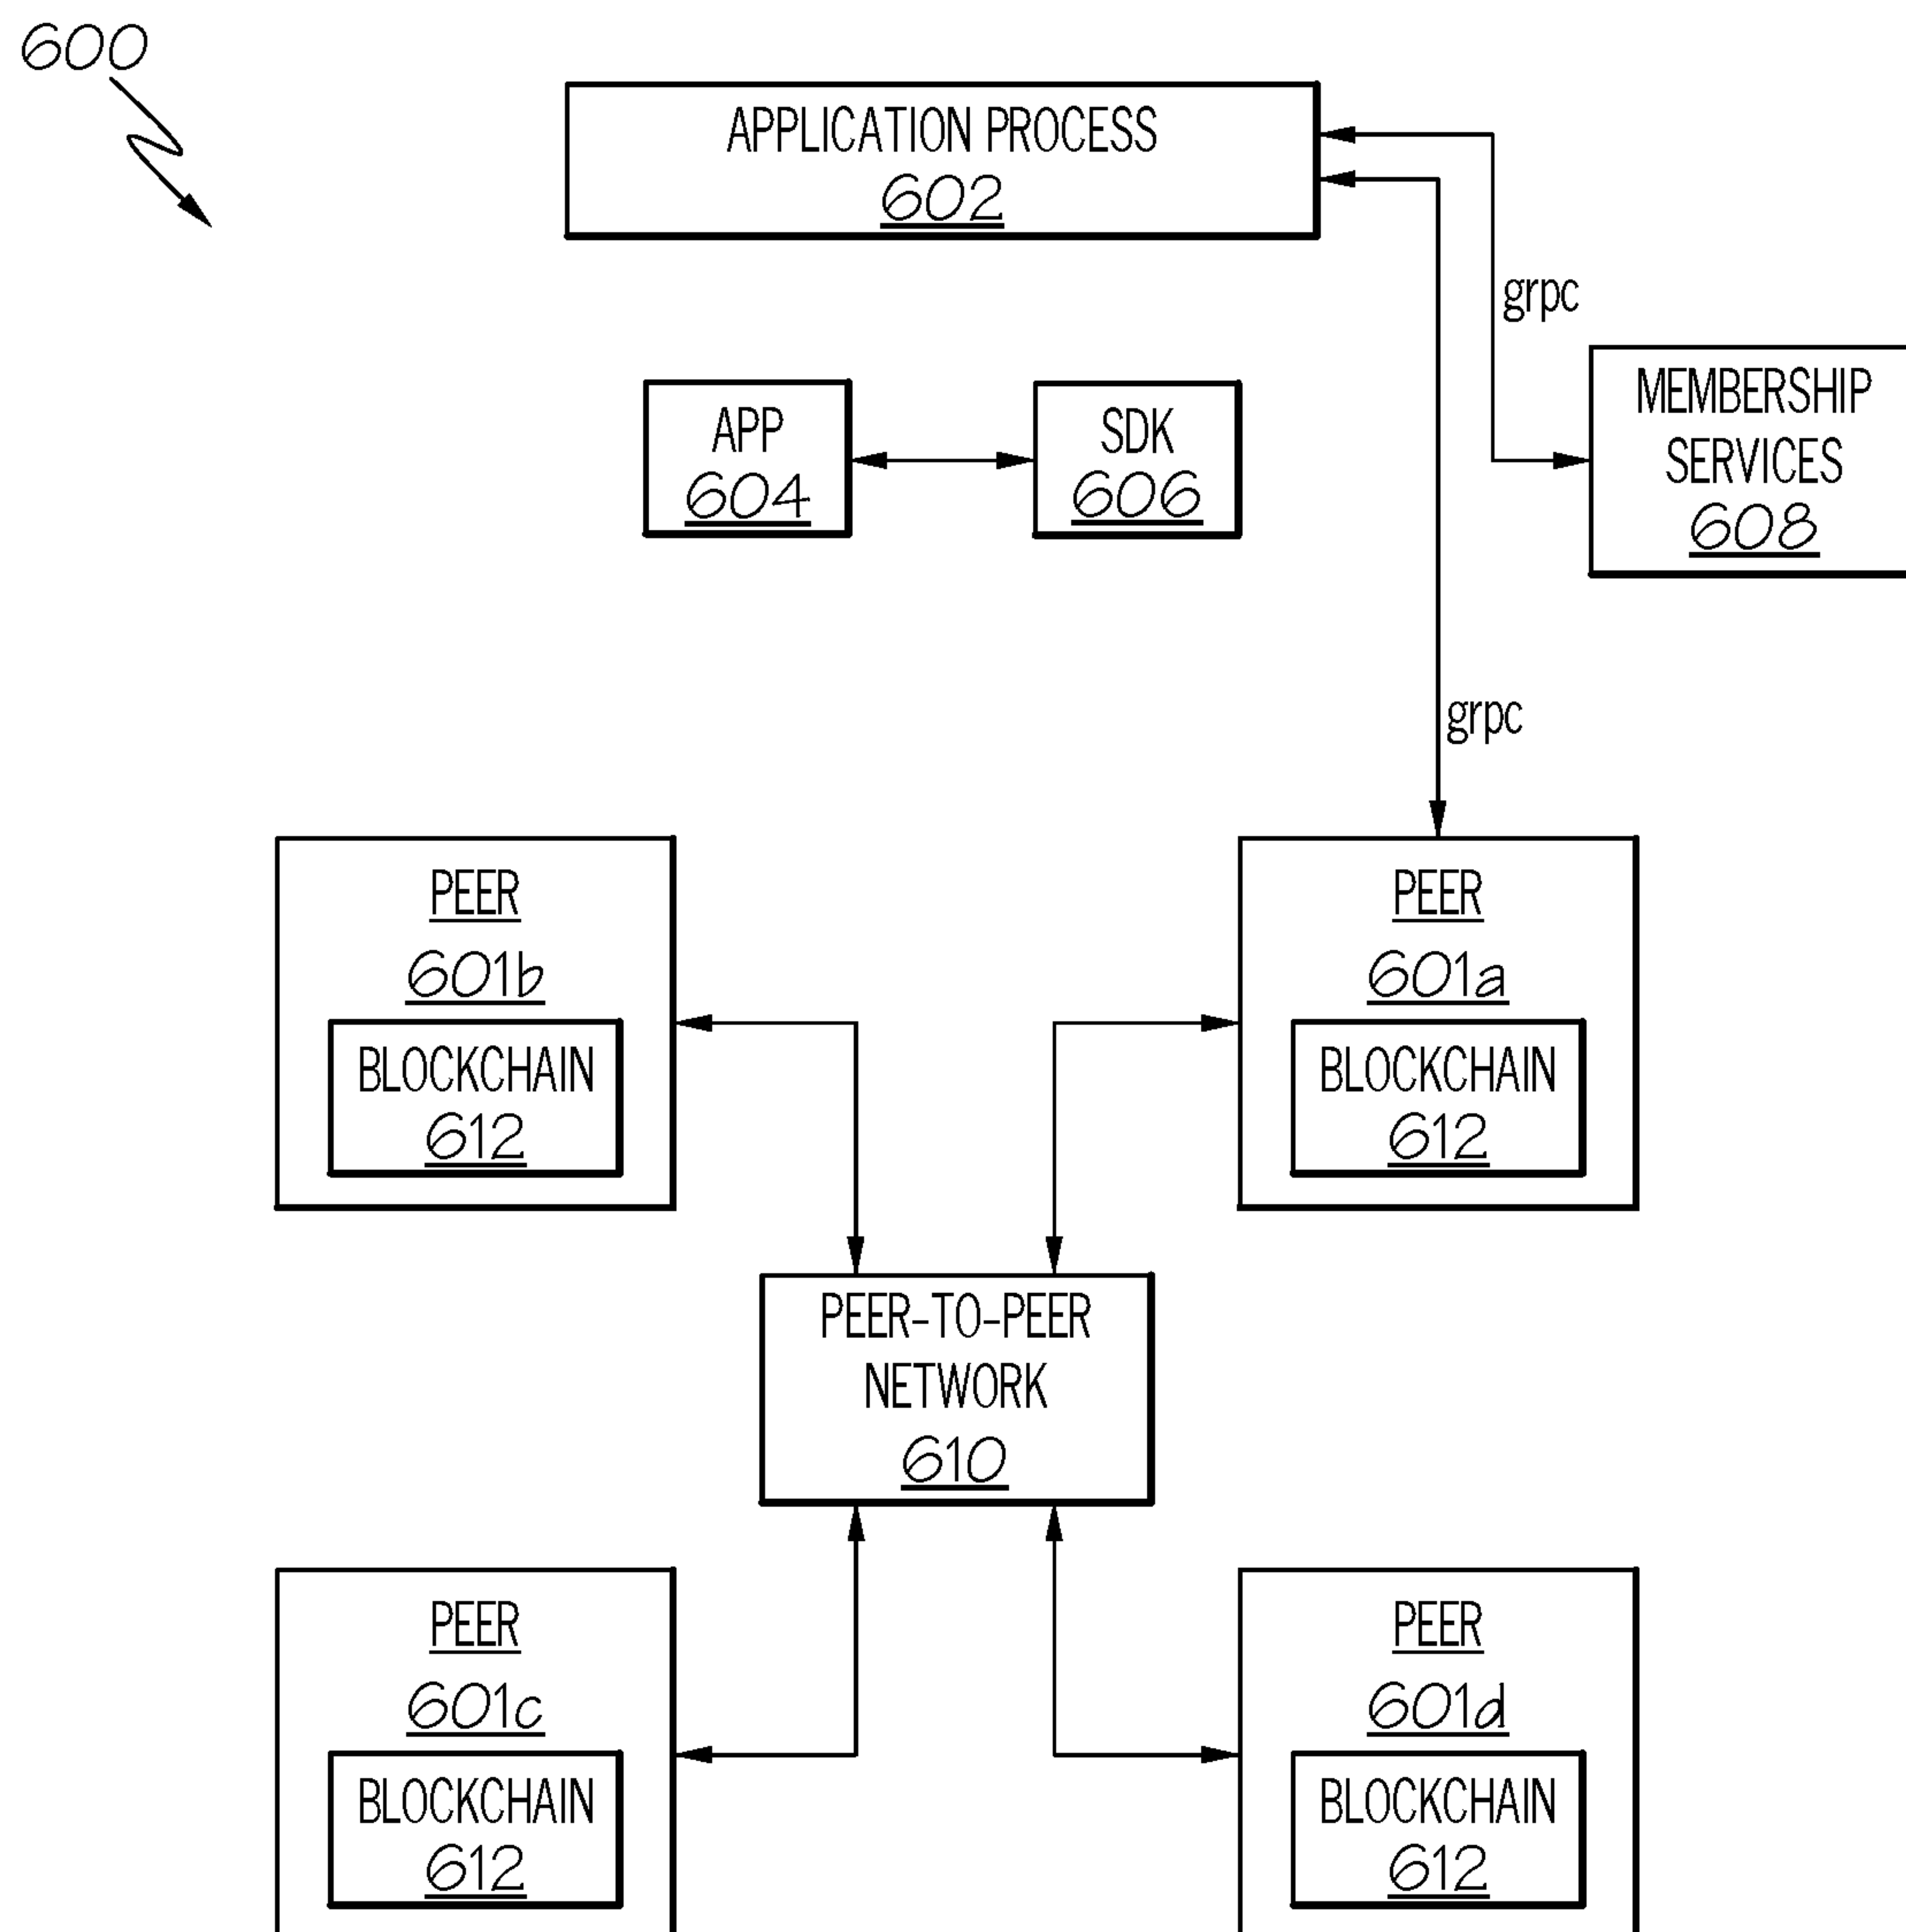 600
APPLICATION PROCESS
602
grpc
APP
604
SDK
606
MEMBERSHIP
SERVICES
608
grpc
PEER
601b
BLOCKCHAIN
612
PEER
601a
BLOCKCHAIN
612
PEER-TO-PEER
NETWORK
610
PEER
601c
BLOCKCHAIN
612
PEER
601d
BLOCKCHAIN
612